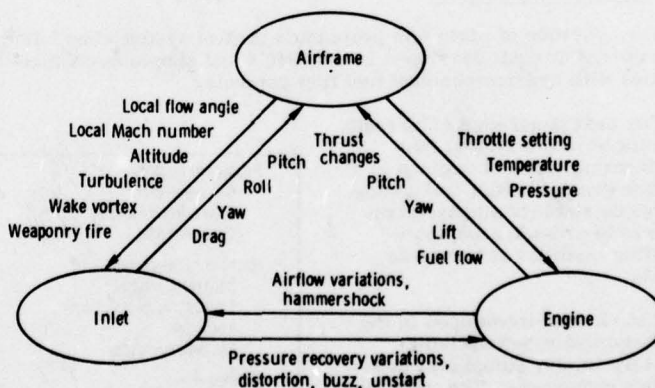 Airframe
Local flow angle
Local Mach number
Altitude
Turbulence
Wake vortex
Weaponry fire
Pitch
Roll
Yaw
Drag
Thrust
changes
Pitch
Yaw
Lift
Fuel flow
Throttle setting
Temperature
Pressure
Airflow variations,
hammershock
Inlet
Engine
Pressure recovery variations,
distortion, buzz, unstart